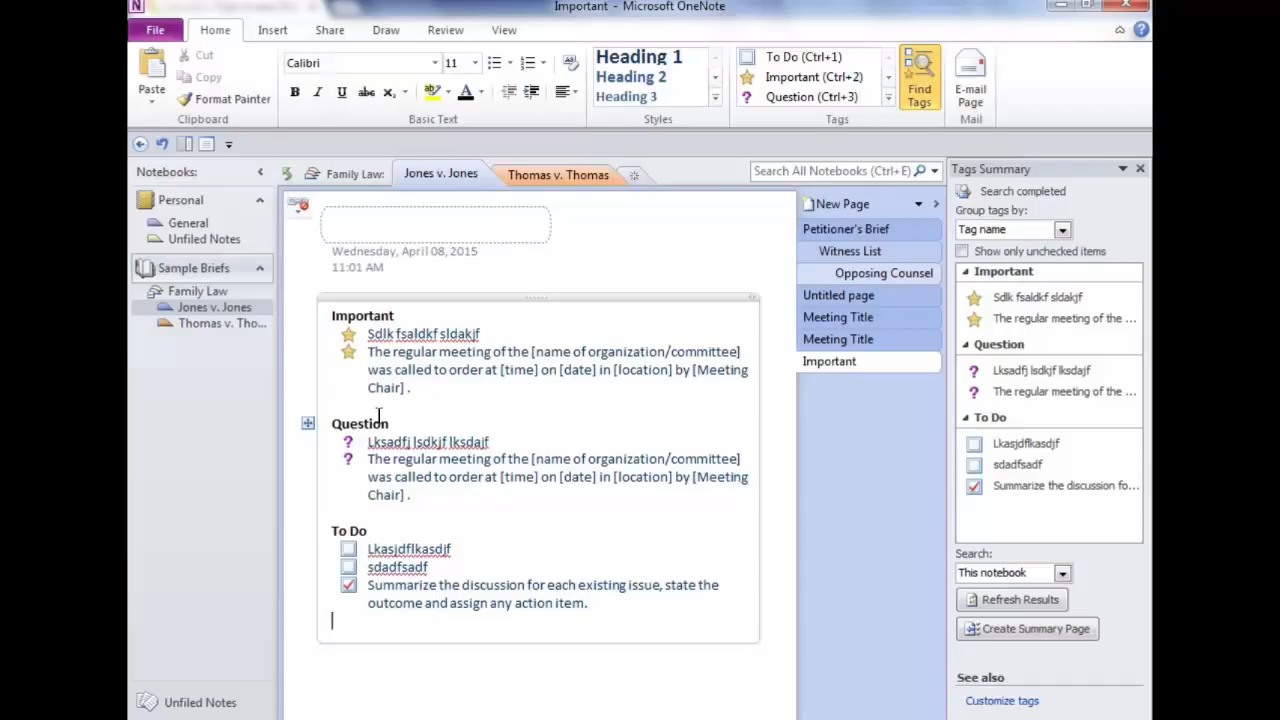 Important - Microsoft OneNote
File Home Insert Share Draw Review View
Paste
Cut
Copy
Format Painter
Clipboard
Calibri 11
B I U abc X₂ ab A
Basic Text
Heading 1
Heading 2
Heading 3
Styles
To Do (Ctrl+1)
Important (Ctrl+2)
Question (Ctrl+3)
Tags
Find
Tags
E-mail
Page
Mail
Notebooks:
Personal
General
Unfiled Notes
Sample Briefs
Family Law
Jones v. Jones
Thomas v. Tho...
Unfiled Notes
Family Law: Jones v. Jones Thomas v. Thomas
Search All Notebooks (Ctrl+E)
Wednesday, April 08, 2015
11:01 AM
Important
Sdlk fsaldkf sldakjf
The regular meeting of the [name of organization/committee]
was called to order at [time] on [date] in [location] by [Meeting
Chair] .
Question
Lksadfj lsdkjf lksdajf
The regular meeting of the [name of organization/committee]
was called to order at [time] on [date] in [location] by [Meeting
Chair] .
To Do
Lkasjdflkasdjf
sdadfsadf
Summarize the discussion for each existing issue, state the
outcome and assign any action item.
New Page
Petitioner's Brief
Witness List
Opposing Counsel
Untitled page
Meeting Title
Meeting Title
Important
Tags Summary
Search completed
Group tags by:
Tag name
Show only unchecked items
Important
Sdlk fsaldkf sldakjf
The regular meeting of the ...
Question
Lksadfj lsdkjf lksdajf
The regular meeting of the ...
To Do
Lkasjdflkasdjf
sdadfsadf
Summarize the discussion fo...
Search:
This notebook
Refresh Results
Create Summary Page
See also
Customize tags